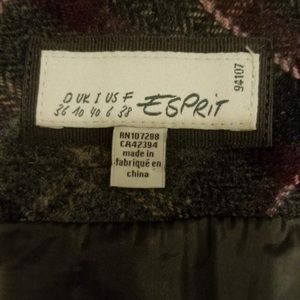 D UK I US F
36 10 40 6 38
ESPRIT
94107
RN107288
CA42394
made in
fabriqué en
china